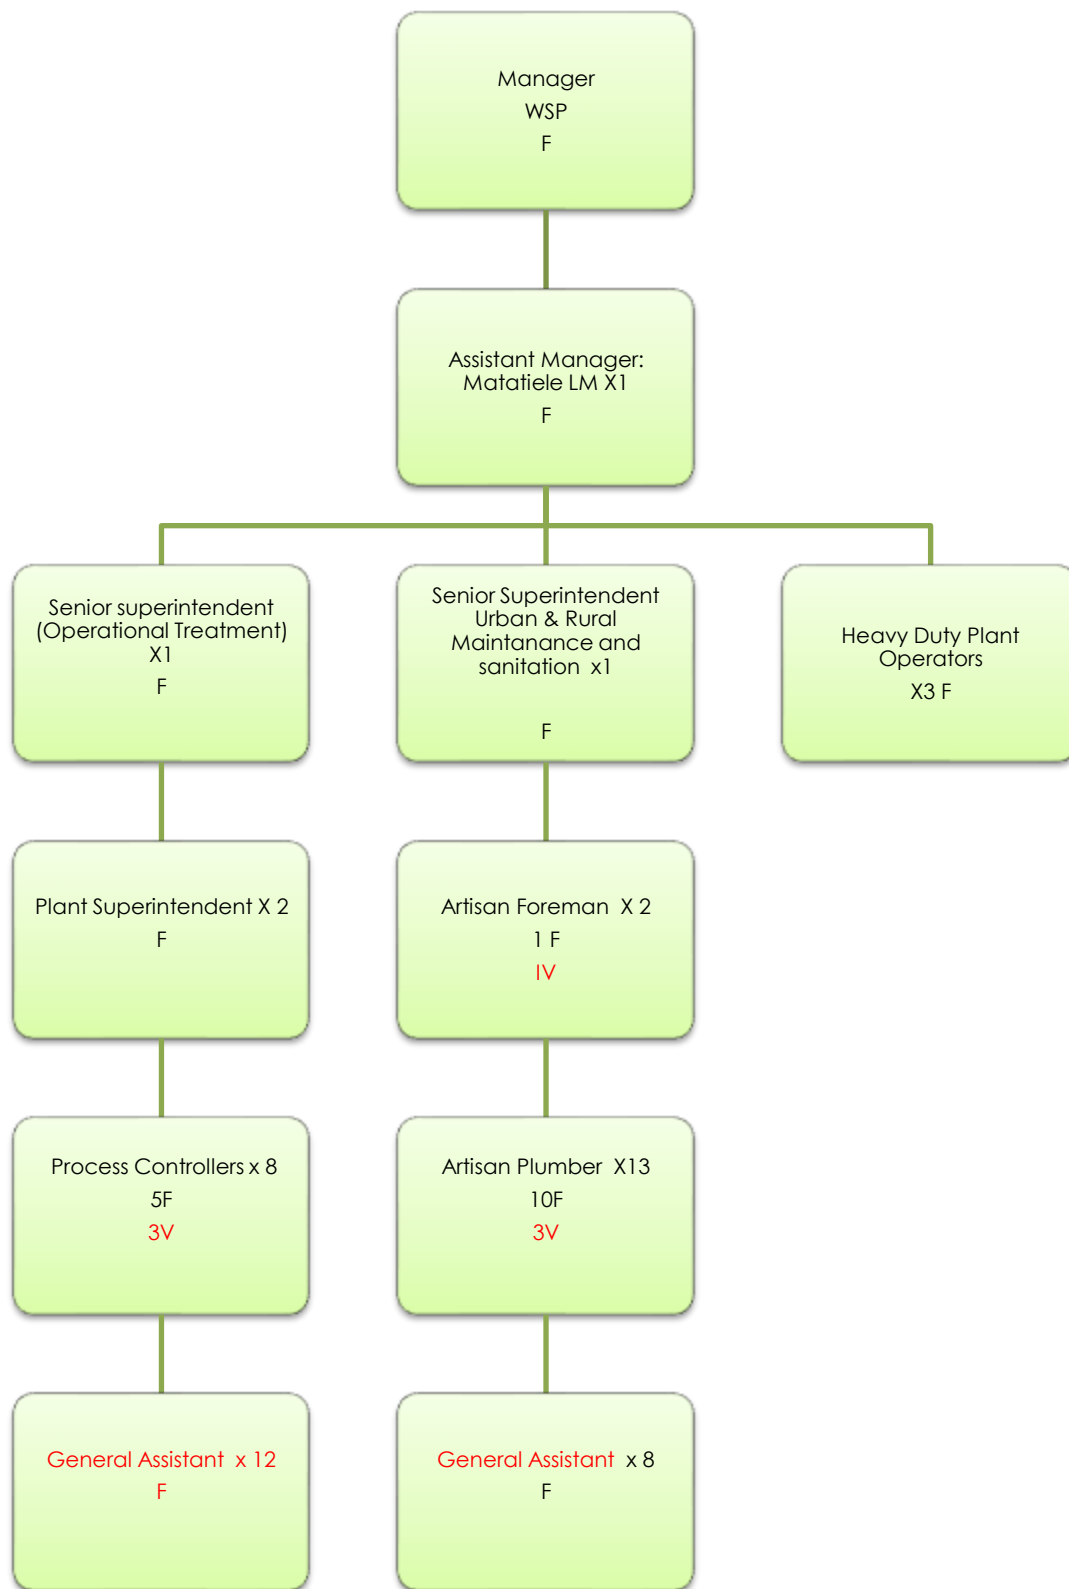 Manager
WSP
F
Assistant Manager:
Matatiele LM X1
F
Senior superintendent
(Operational Treatment)
X1
F
Senior Superintendent
Urban & Rural
Maintanance and
sanitation  x1
F
Heavy Duty Plant
Operators
X3 F
Plant Superintendent X 2
F
Artisan Foreman  X 2
1 F
IV
Process Controllers x 8
5F
3V
Artisan Plumber  X13
10F
3V
General Assistant  x 12
F
General Assistant  x 8
F